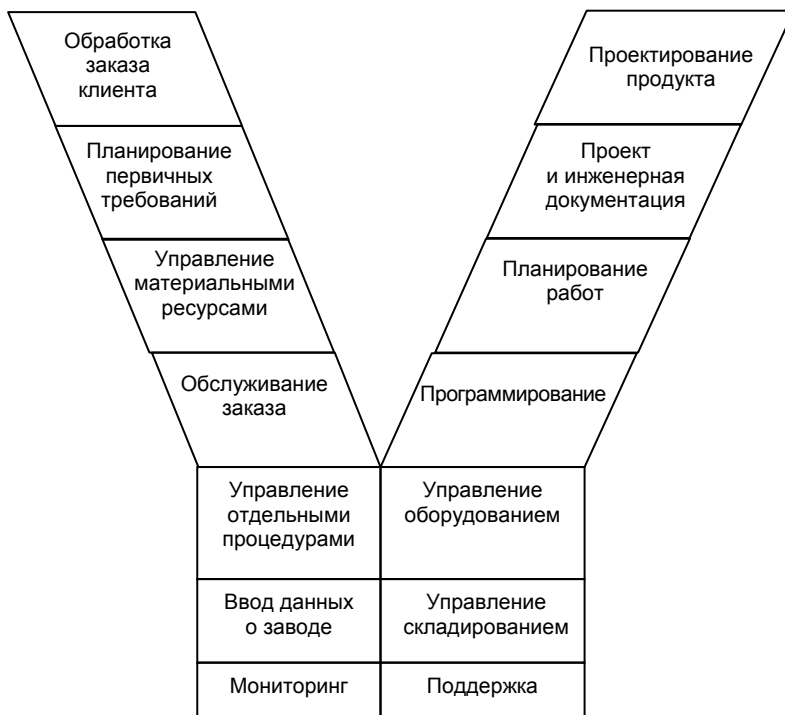 Обработка
заказа
клиента
Проектирование
продукта
Планирование
первичных
требований
Проект
и инженерная
документация
Управление
материальными
ресурсами
Планирование
работ
Обслуживание
заказа
Программирование
Управление
отдельными
процедурами
Управление
оборудованием
Ввод данных
о заводе
Управление
складированием
Мониторинг
Поддержка